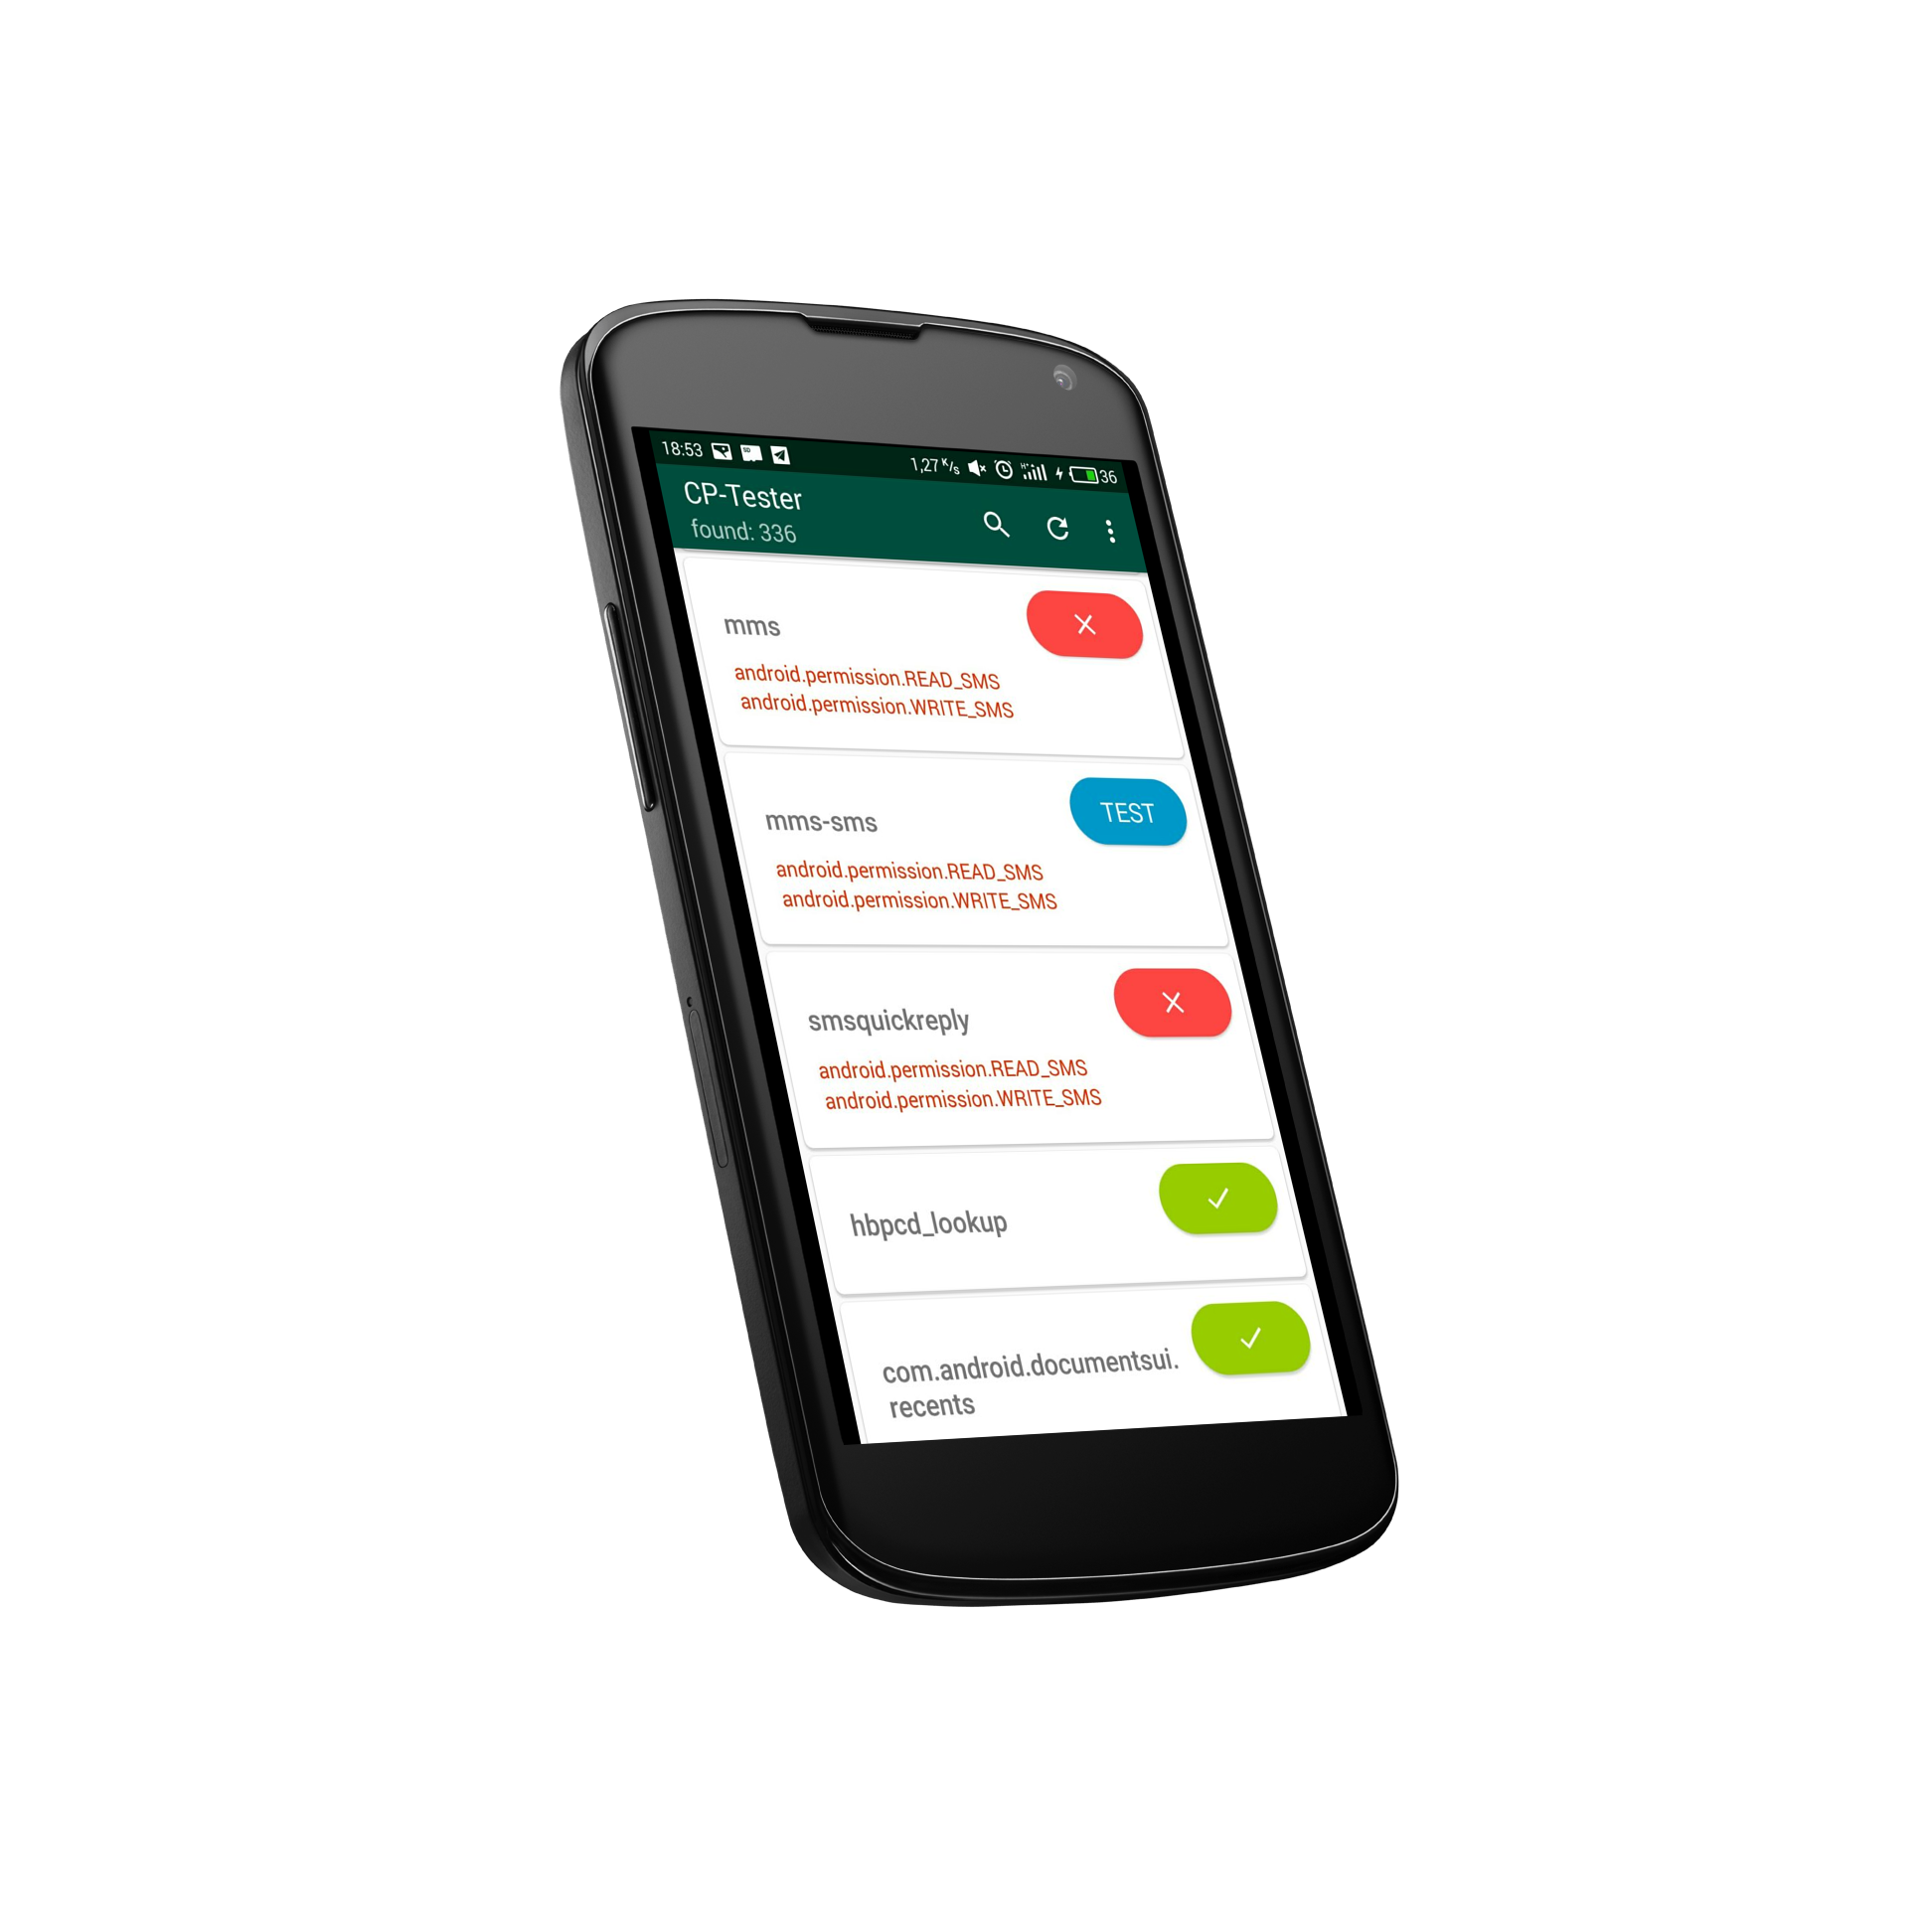 18:53 1,27 K/s 36
CP-Tester
found: 336
mms
android.permission.READ_SMS
android.permission.WRITE_SMS
TEST
mms-sms
android.permission.READ_SMS
android.permission.WRITE_SMS
smsquickreply
android.permission.READ_SMS
android.permission.WRITE_SMS
hbpcd_lookup
com.android.documentsui.
recents